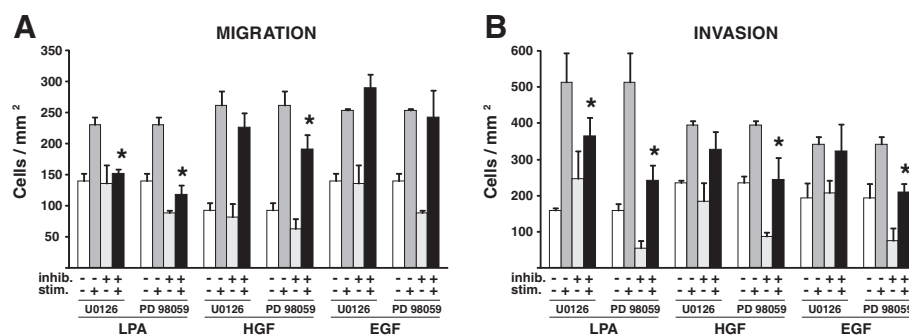 A
MIGRATION
Cells / mm 2
350
300
250
200
150
100
50
*
*
*
inhib. - - + + - - + + - - + + - - + + - - + + - - + +
stim. - + - + - + - + - + - + - + - + - + - + - + - +
U0126 PD 98059 U0126 PD 98059 U0126 PD 98059
LPA HGF EGF
B
INVASION
Cells / mm 2
600
500
400
300
200
100
0
*
*
*
*
inhib. - - + + - - + + - - + + - - + + - - + + - - + +
stim. - + - + - + - + - + - + - + - + - + - + - + - +
U0126 PD 98059 U0126 PD 98059 U0126 PD 98059
LPA HGF EGF